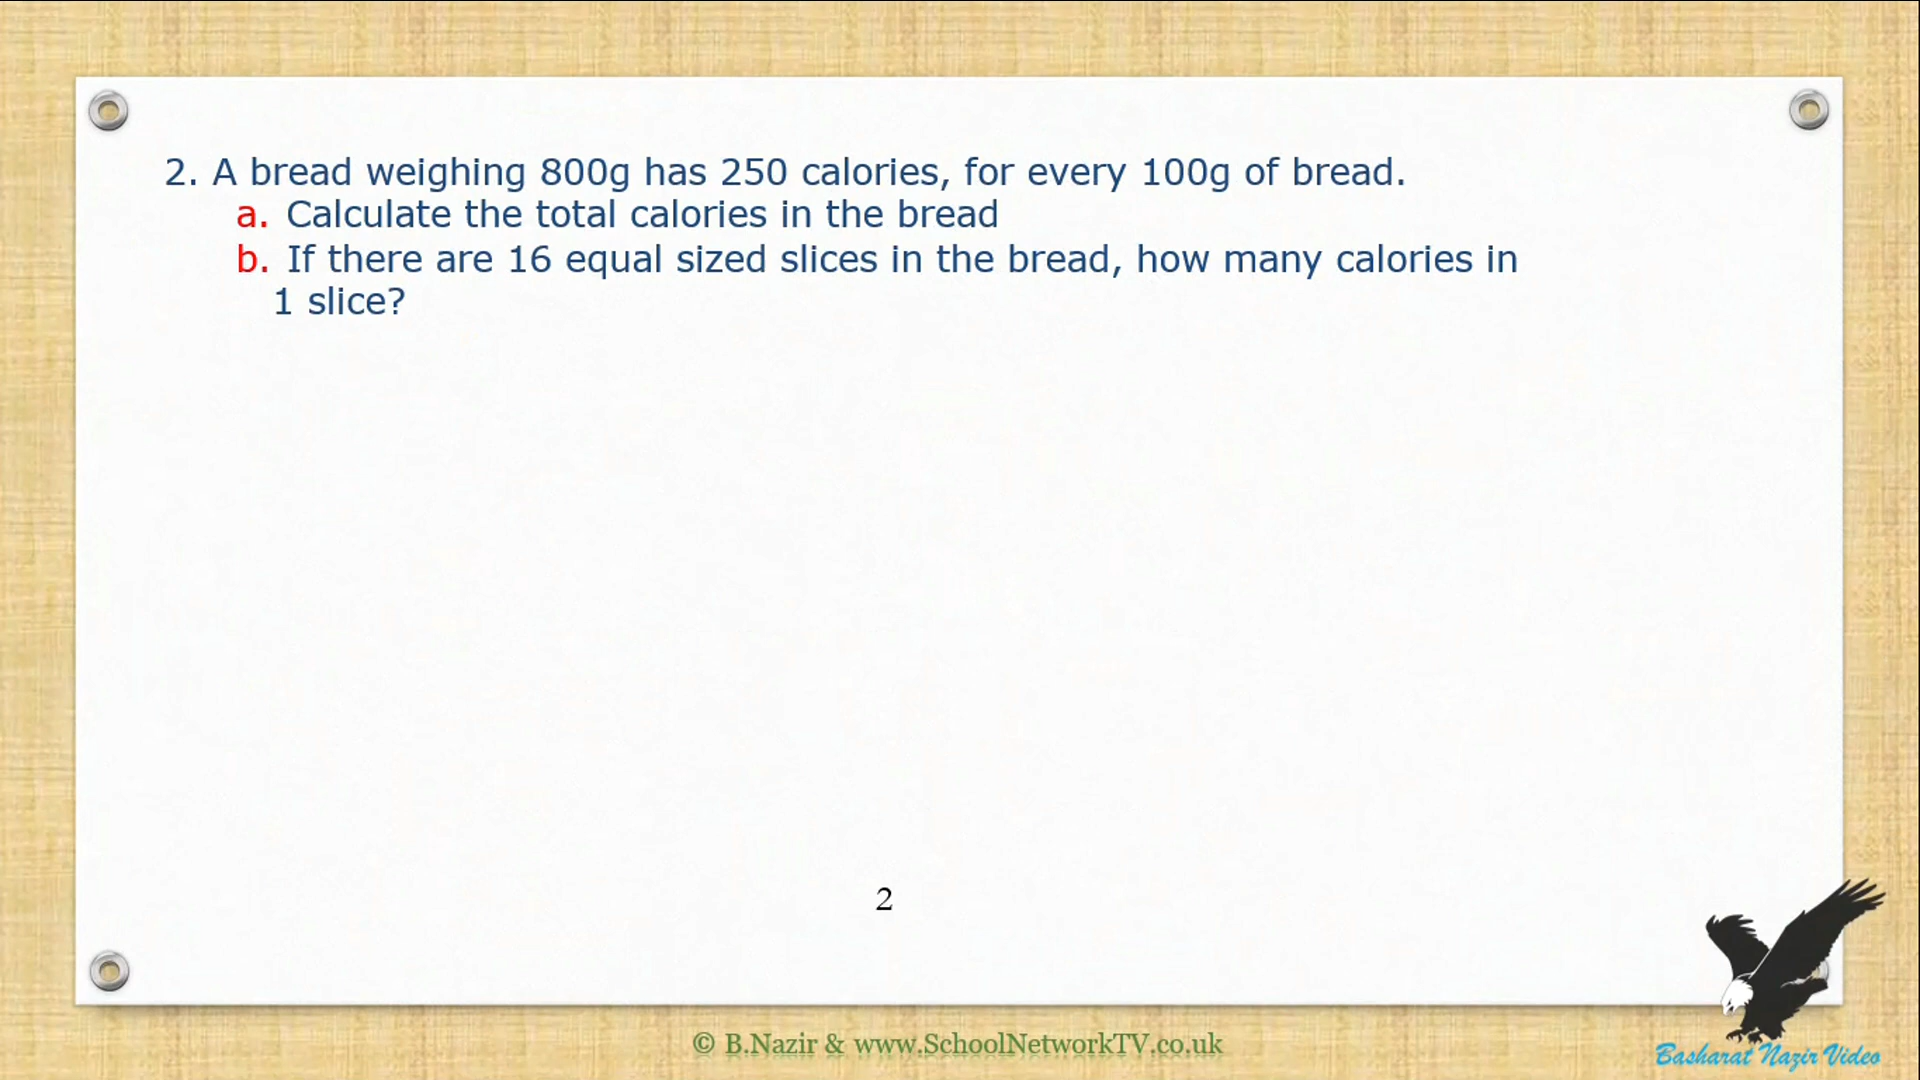 2. A bread weighing 800g has 250 calories, for every 100g of bread.
a. Calculate the total calories in the bread
b. If there are 16 equal sized slices in the bread, how many calories in
1 slice?
2
© B.Nazir & www.SchoolNetworkTV.co.uk
Basharat Nazir Video